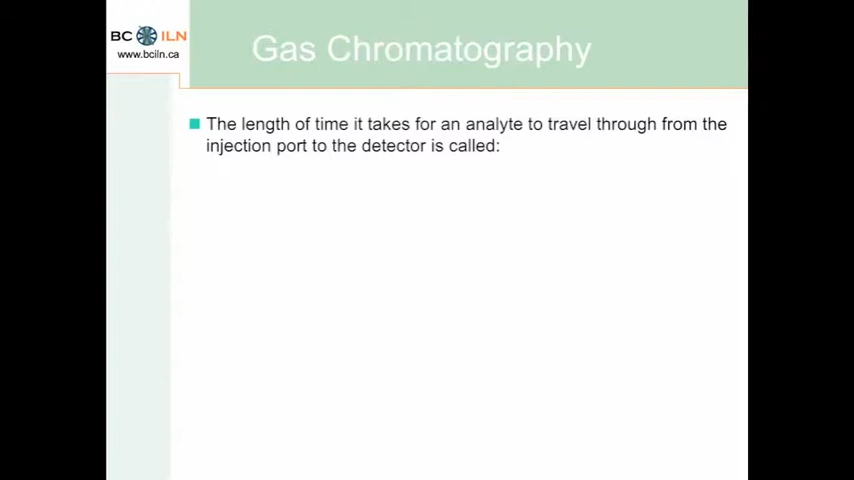 BC ILN
www.bciln.ca
Gas Chromatography
The length of time it takes for an analyte to travel through from the
injection port to the detector is called: